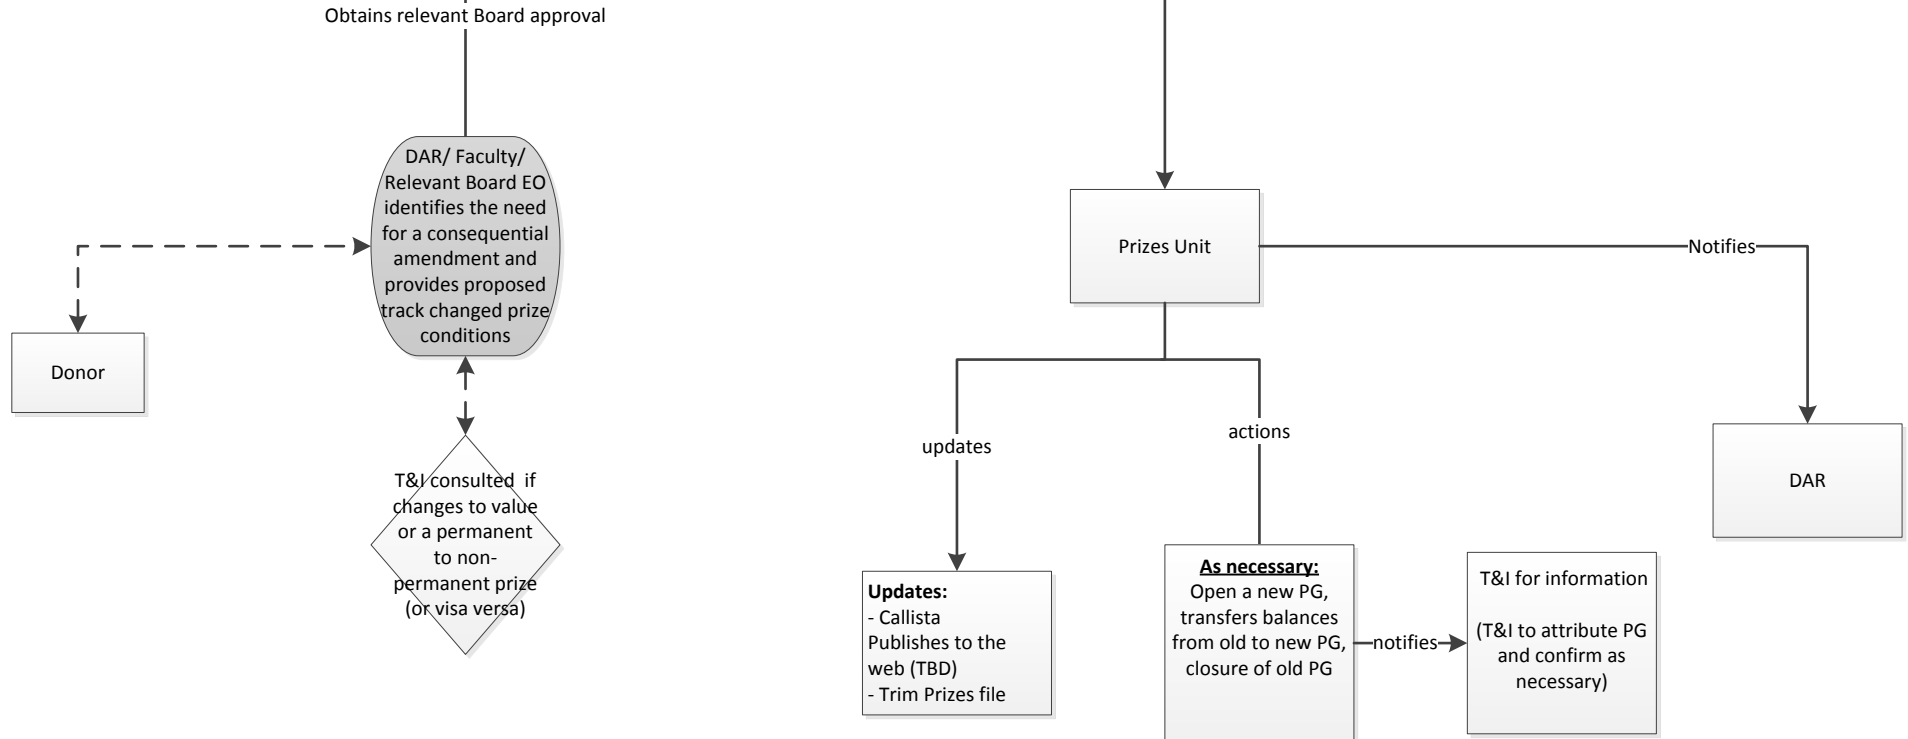 Obtains relevant Board approval
DAR/ Faculty/
Relevant Board EO
identifies the need
for a consequential
amendment and
provides proposed
track changed prize
conditions
Donor
T&I consulted  if
changes to value
or a permanent
to non-
permanent prize
(or visa versa)
Prizes Unit
Notifies
DAR
updates
actions
Updates:
- Callista
Publishes to the
web (TBD)
- Trim Prizes file
As necessary:
Open a new PG,
transfers balances
from old to new PG,
closure of old PG
notifies
T&I for information
(T&I to attribute PG
and confirm as
necessary)